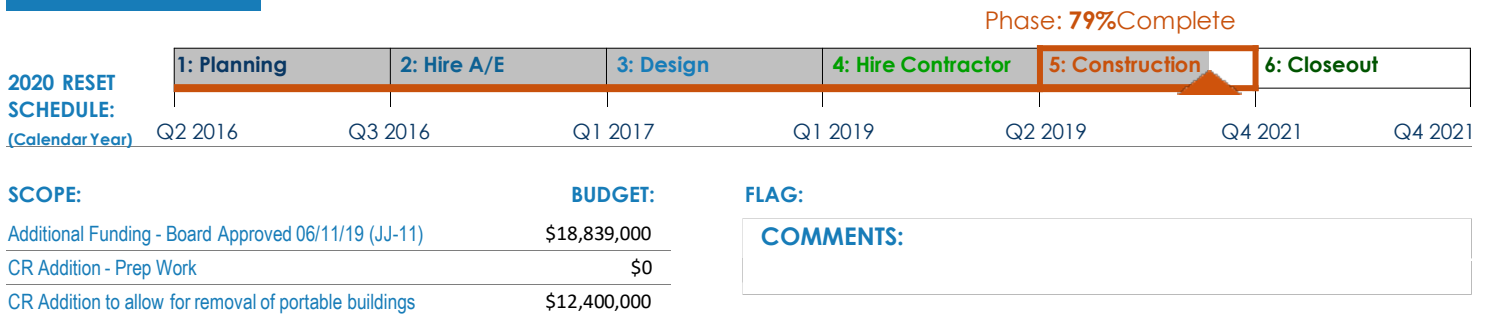 Phase: 79%Complete
1: Planning 2: Hire A/E 3: Design 4: Hire Contractor 5: Construction 6: Closeout
2020 RESET
SCHEDULE:
(Calendar Year)
Q2 2016 Q3 2016 Q1 2017 Q1 2019 Q2 2019 Q4 2021 Q4 2021
SCOPE: BUDGET: FLAG:
Additional Funding - Board Approved 06/11/19 (JJ-11) $18,839,000
COMMENTS:
CR Addition - Prep Work $0
CR Addition to allow for removal of portable buildings $12,400,000